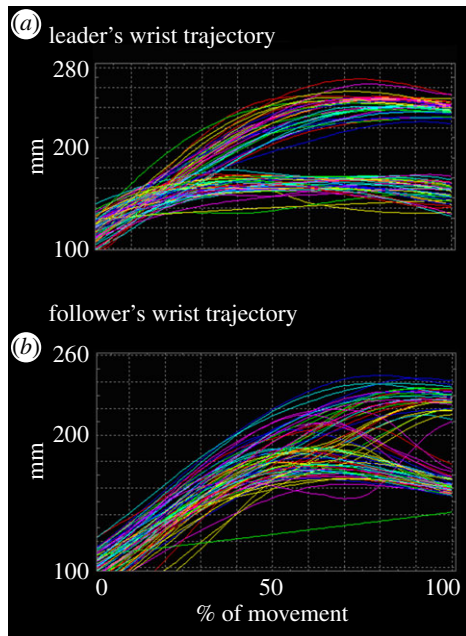 a leader's wrist trajectory
280
200
mm
100
follower's wrist trajectory
b
260
200
mm
100
0 50 100
% of movement